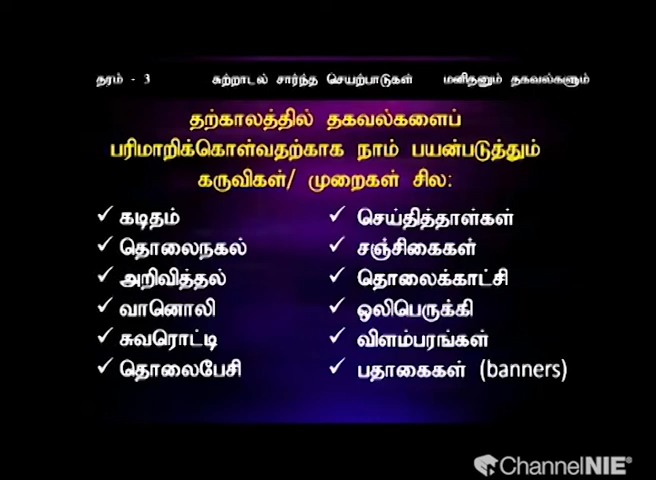 தரம் - 3 சுற்றாடல் சார்ந்த செயற்பாடுகள் மனிதனும் தகவல்களும்
தற்காலத்தில் தகவல்களைப்
பரிமாறிக்கொள்வதற்காக நாம் பயன்படுத்தும்
கருவிகள்/ முறைகள் சில:
✓ கடிதம்
✓ தொலைநகல்
✓ அறிவித்தல்
✓ வானொலி
✓ சுவரொட்டி
✓ தொலைபேசி
✓ செய்தித்தாள்கள்
✓ சஞ்சிகைகள்
✓ தொலைக்காட்சி
✓ ஒலிபெருக்கி
✓ விளம்பரங்கள்
✓ பதாகைகள் (banners)
ChannelNIE®